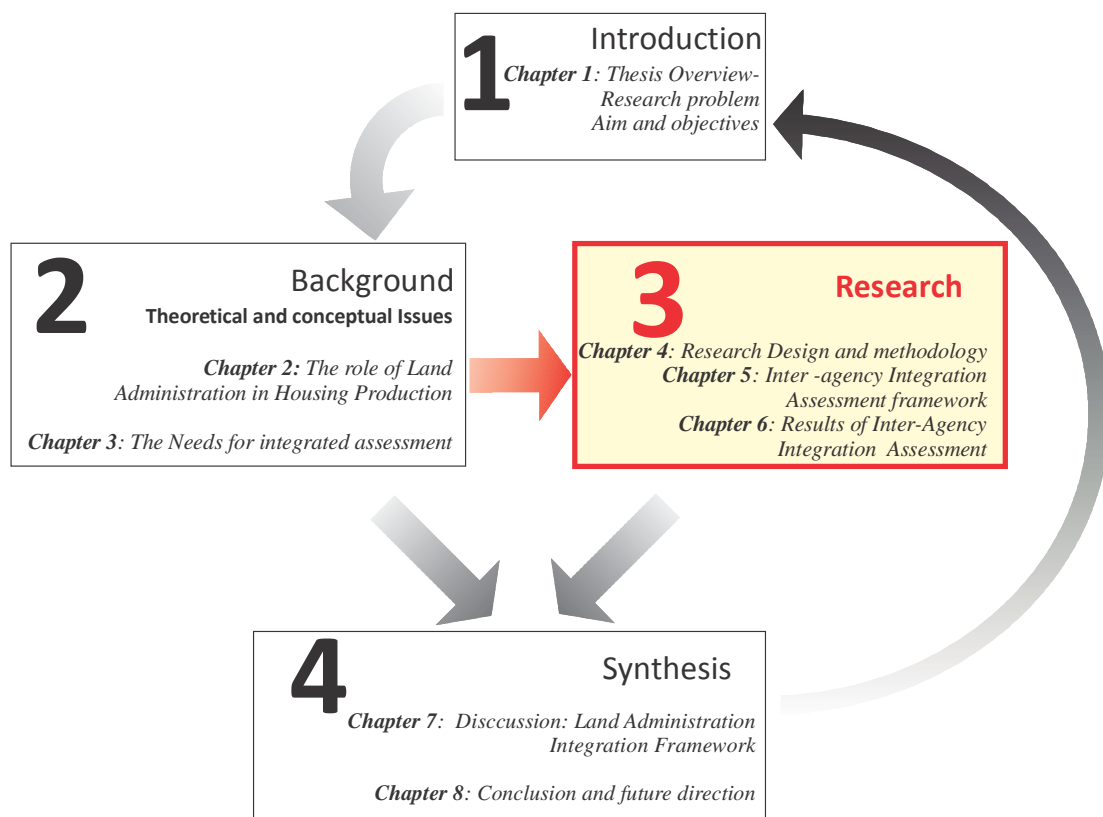 1
Introduction
Chapter 1: Thesis Overview-
Research problem
Aim and objectives
2
Background
Theoretical and conceptual Issues
Chapter 2: The role of Land
Administration in Housing Production
Chapter 3: The Needs for integrated assessment
3
Research
Chapter 4: Research Design and methodology
Chapter 5: Inter -agency Integration
Assessment framework
Chapter 6: Results of Inter-Agency
Integration Assessment
4
Synthesis
Chapter 7: Disccussion: Land Administration
Integration Framework
Chapter 8: Conclusion and future direction